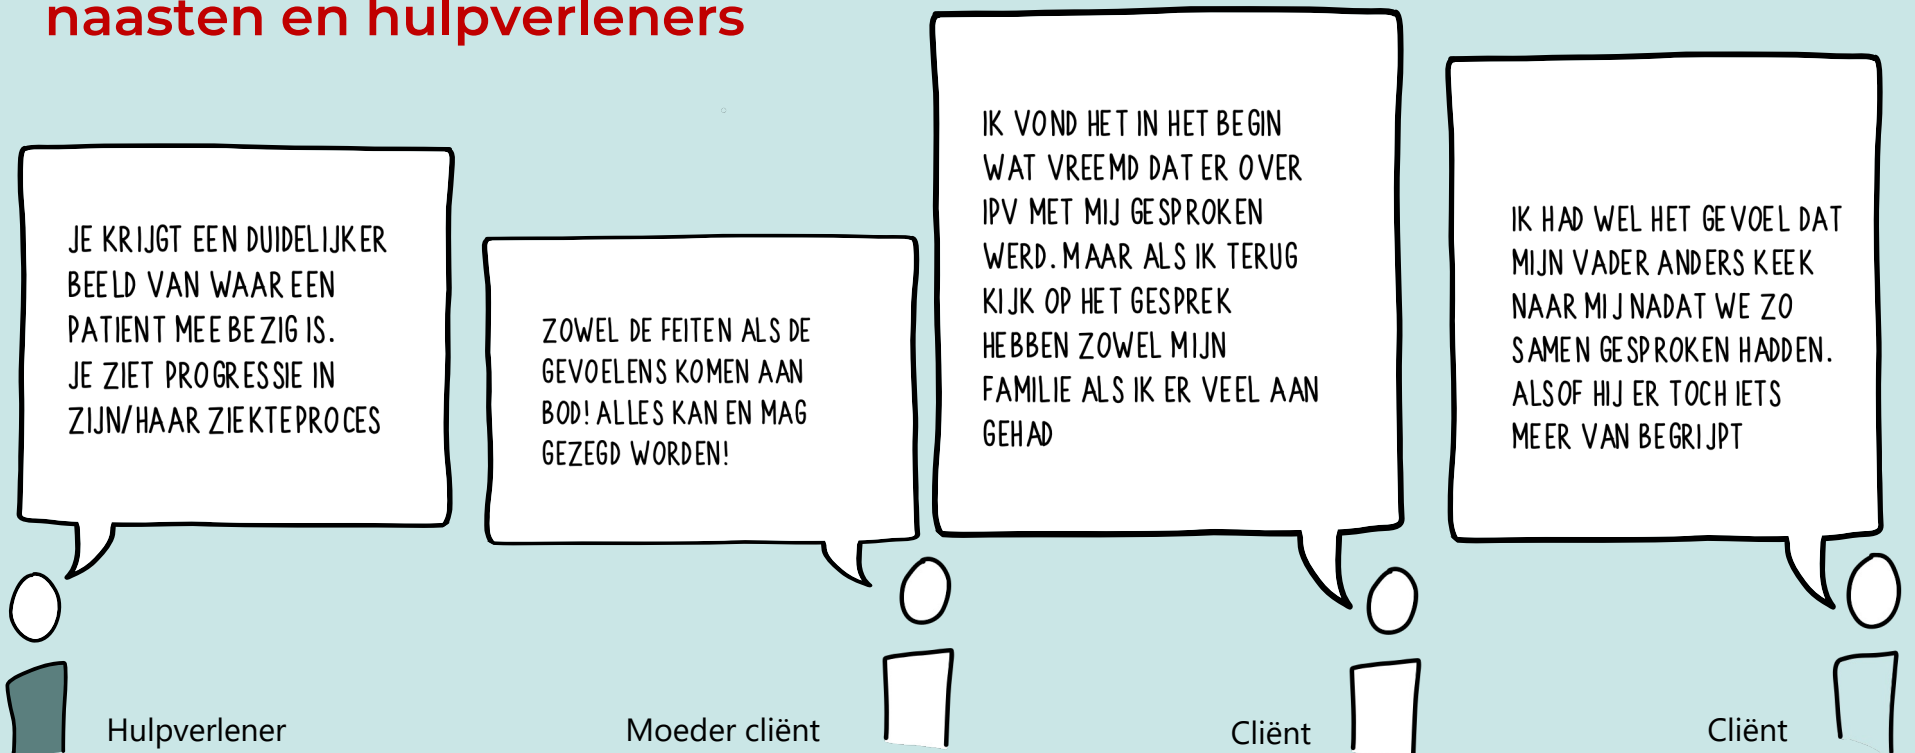 naasten en hulpverleners
JE KRIJGT EEN DUIDELIJKER
BEELD VAN WAAR EEN
PATIENT MEE BEZIG IS.
JE ZIET PROGRESSIE IN
ZIJN/HAAR ZIEKTEPROCES
Hulpverlener
ZOWEL DE FEITEN ALS DE
GEVOELENS KOMEN AAN
BOD! ALLES KAN EN MAG
GEZEGD WORDEN!
Moeder cliënt
IK VOND HET IN HET BEGIN
WAT VREEMD DAT ER OVER
IPV MET MIJ GESPROKEN
WERD. MAAR ALS IK TERUG
KIJK OP HET GESPREK
HEBBEN ZOWEL MIJN
FAMILIE ALS IK ER VEEL AAN
GEHAD
Cliënt
IK HAD WEL HET GEVOEL DAT
MIJN VADER ANDERS KEEK
NAAR MIJ NADAT WE ZO
SAMEN GESPROKEN HADDEN.
ALSOF HIJ ER TOCH IETS
MEER VAN BEGRIJPT
Cliënt